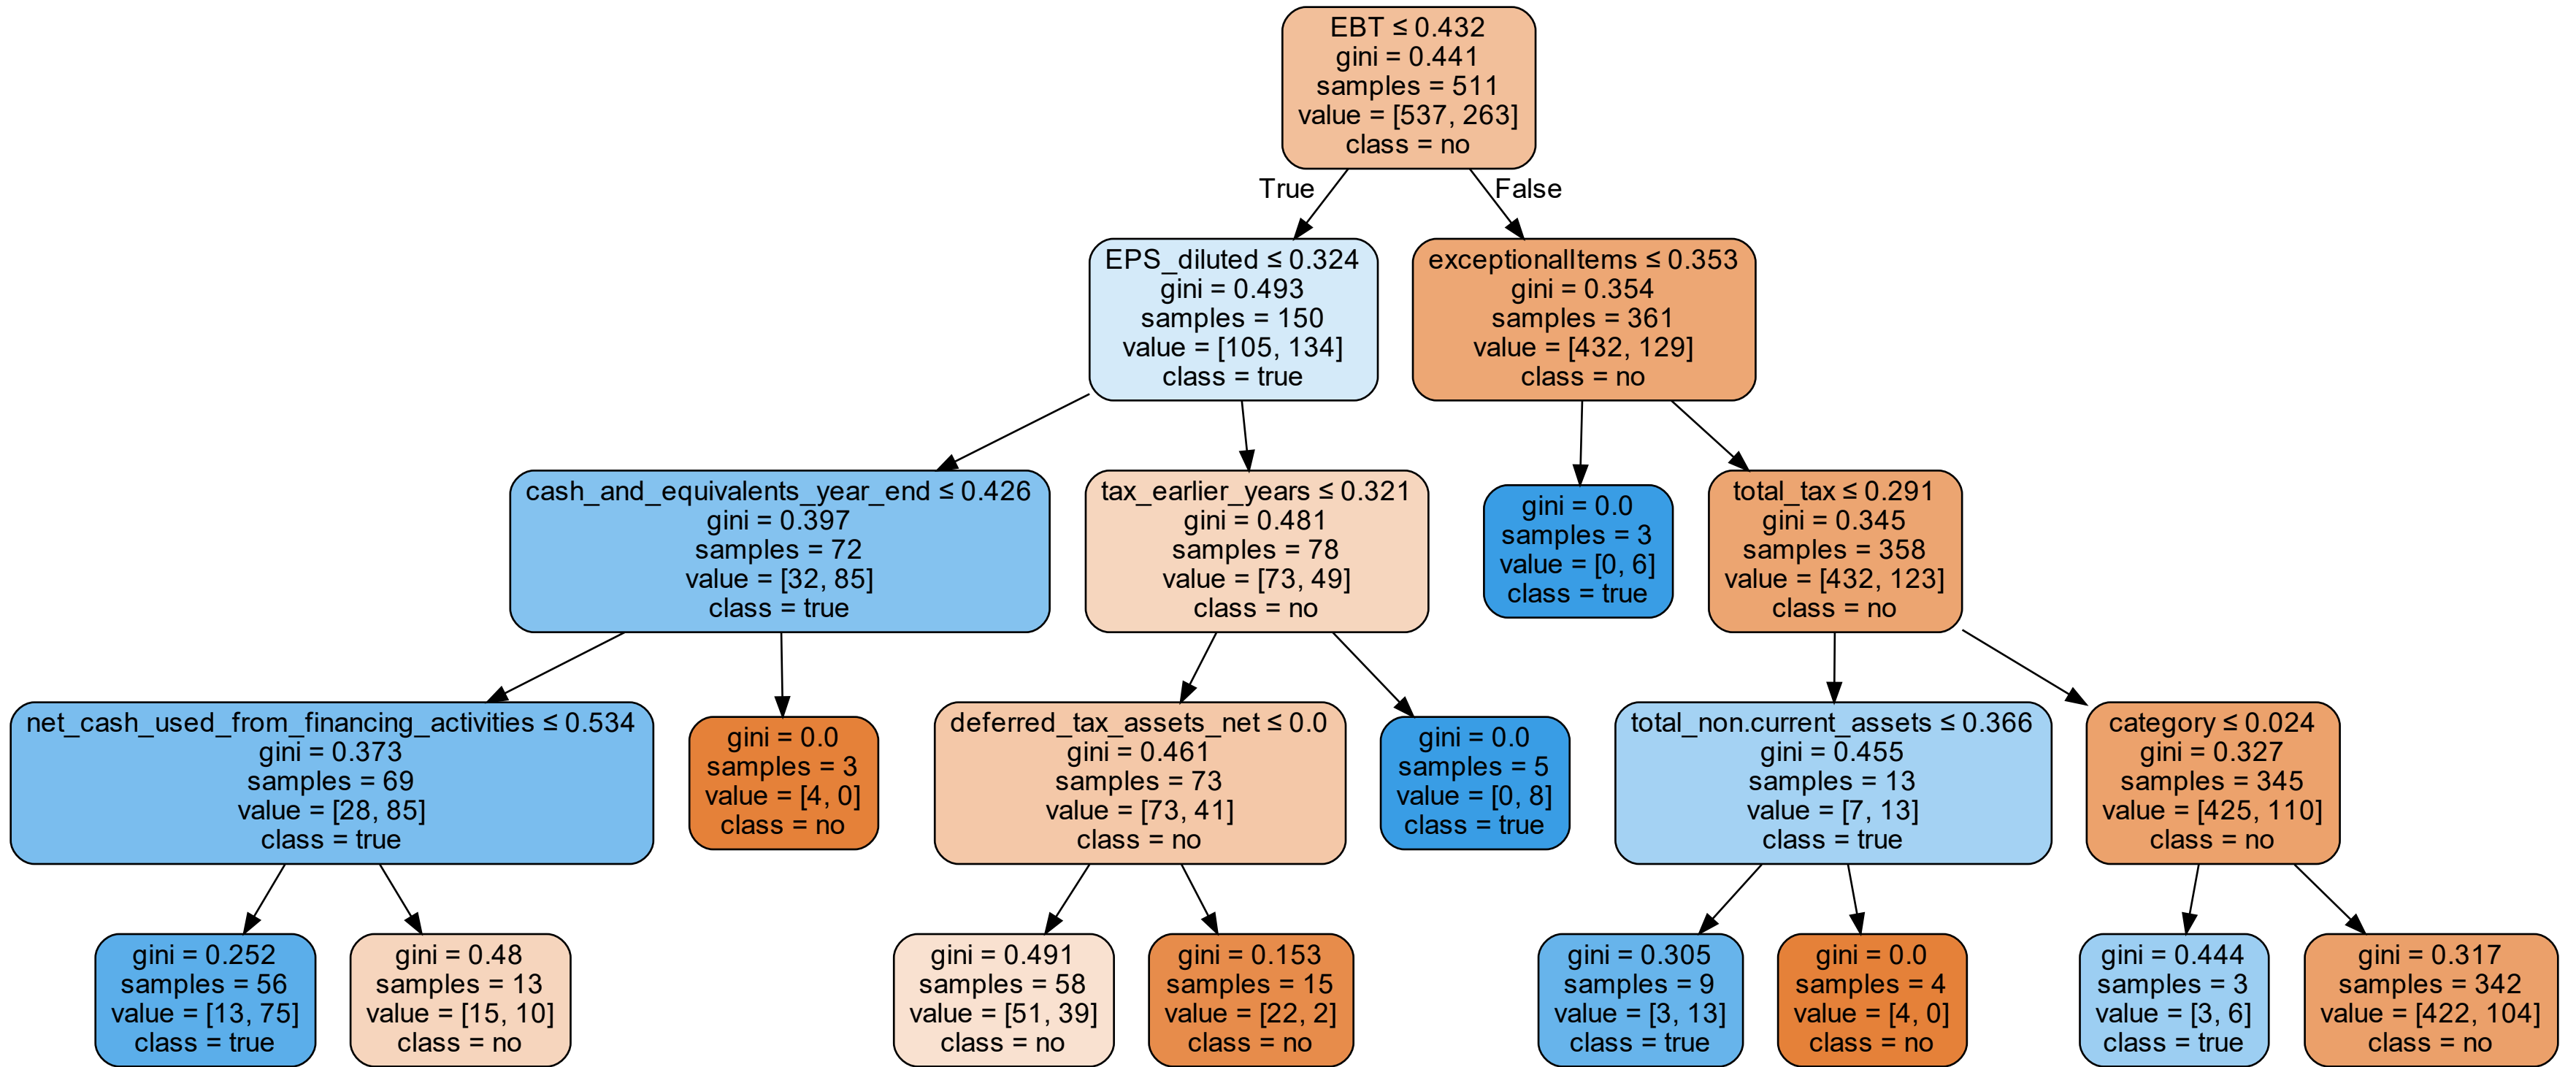 EBT ≤ 0.432
gini = 0.441
samples = 511
value = [537, 263]
class = no
True
False
EPS_diluted ≤ 0.324
gini = 0.493
samples = 150
value = [105, 134]
class = true
exceptionalItems ≤ 0.353
gini = 0.354
samples = 361
value = [432, 129]
class = no
cash_and_equivalents_year_end ≤ 0.426
gini = 0.397
samples = 72
value = [32, 85]
class = true
tax_earlier_years ≤ 0.321
gini = 0.481
samples = 78
value = [73, 49]
class = no
gini = 0.0
samples = 3
value = [0, 6]
class = true
total_tax ≤ 0.291
gini = 0.345
samples = 358
value = [432, 123]
class = no
net_cash_used_from_financing_activities ≤ 0.534
gini = 0.373
samples = 69
value = [28, 85]
class = true
gini = 0.0
samples = 3
value = [4, 0]
class = no
deferred_tax_assets_net ≤ 0.0
gini = 0.461
samples = 73
value = [73, 41]
class = no
gini = 0.0
samples = 5
value = [0, 8]
class = true
total_non.current_assets ≤ 0.366
gini = 0.455
samples = 13
value = [7, 13]
class = true
category ≤ 0.024
gini = 0.327
samples = 345
value = [425, 110]
class = no
gini = 0.252
samples = 56
value = [13, 75]
class = true
gini = 0.48
samples = 13
value = [15, 10]
class = no
gini = 0.491
samples = 58
value = [51, 39]
class = no
gini = 0.153
samples = 15
value = [22, 2]
class = no
gini = 0.305
samples = 9
value = [3, 13]
class = true
gini = 0.0
samples = 4
value = [4, 0]
class = no
gini = 0.444
samples = 3
value = [3, 6]
class = true
gini = 0.317
samples = 342
value = [422, 104]
class = no